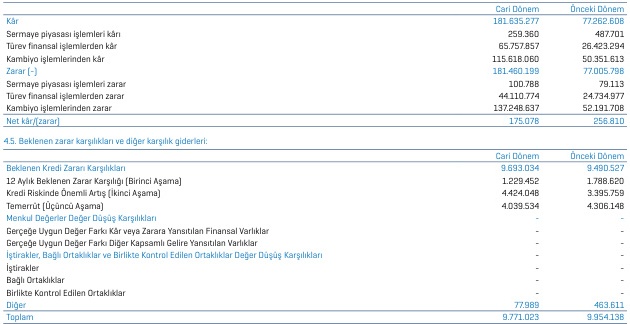 Cari Dönem Önceki Dönem
Kâr 181.635.277 77.262.608
Sermaye piyasası işlemleri kârı 259.360 487.701
Türev finansal işlemlerden kâr 65.757.857 26.423.294
Kambiyo işlemlerinden kâr 115.618.060 50.351.613
Zarar (-) 181.460.199 77.005.798
Sermaye piyasası işlemleri zarar 100.788 79.113
Türev finansal işlemlerden zarar 44.110.774 24.734.977
Kambiyo işlemlerinden zarar 137.248.637 52.191.708
Net kâr/(zarar) 175.078 256.810
4.5. Beklenen zarar karşılıkları ve diğer karşılık giderleri:
Cari Dönem Önceki Dönem
Beklenen Kredi Zararı Karşılıkları 9.693.034 9.490.527
12 Aylık Beklenen Zarar Karşılığı (Birinci Aşama) 1.229.452 1.788.620
Kredi Riskinde Önemli Artış (İkinci Aşama) 4.424.048 3.395.759
Temerrüt (Üçüncü Aşama) 4.039.534 4.306.148
Menkul Değerler Değer Düşüş Karşılıkları - -
Gerçeğe Uygun Değer Farkı Kâr veya Zarara Yansıtılan Finansal Varlıklar - -
Gerçeğe Uygun Değer Farkı Diğer Kapsamlı Gelire Yansıtılan Varlıklar - -
İştirakler, Bağlı Ortaklıklar ve Birlikte Kontrol Edilen Ortaklıklar Değer Düşüş Karşılıkları - -
İştirakler - -
Bağlı Ortaklıklar - -
Birlikte Kontrol Edilen Ortaklıklar - -
Diğer 77.989 463.611
Toplam 9.771.023 9.954.138